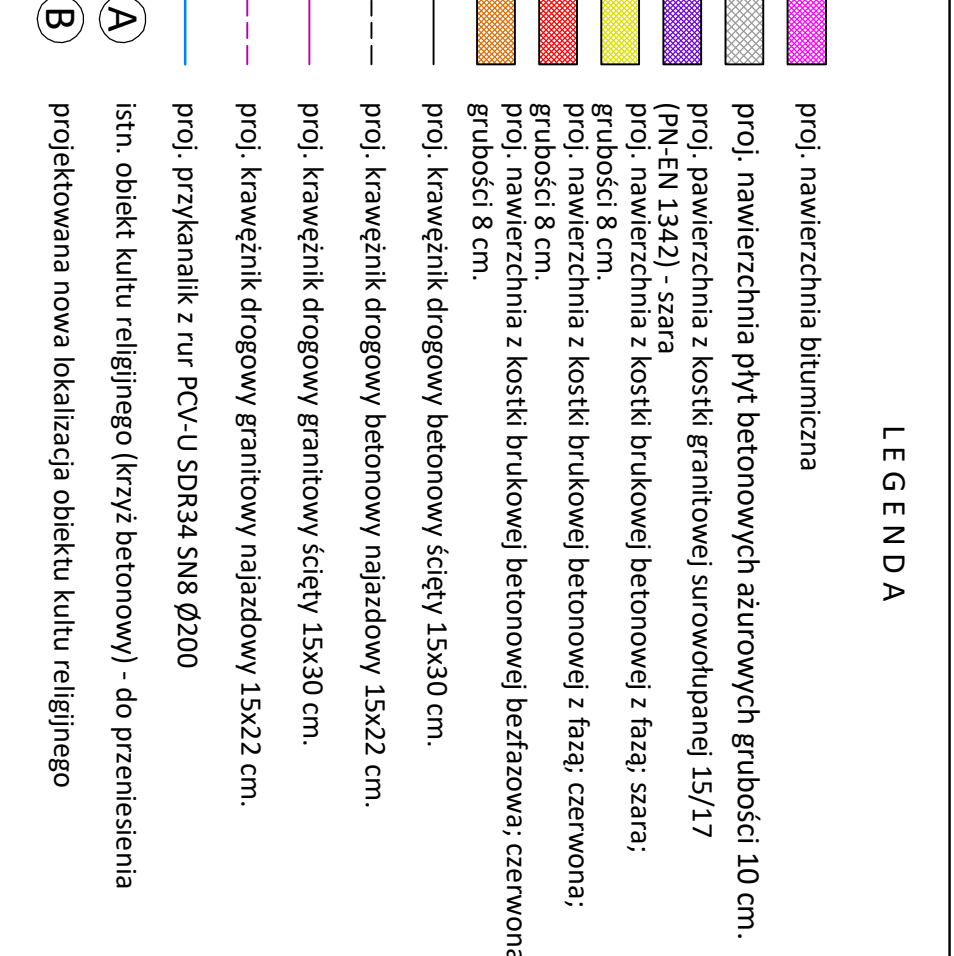 LEGENDA
proj. nawierzchnia bitumiczna
proj. nawierzchnia płyt betonowych ażurowych grubości 10 cm.
proj. pawierzchnia z kostki granitowej surowołupanej 15/17
(PN-EN 1342) - szara
proj. nawierzchnia z kostki brukowej betonowej z fazą; szara;
grubości 8 cm.
proj. nawierzchnia z kostki brukowej betonowej z fazą; czerwona;
grubości 8 cm.
proj. nawierzchnia z kostki brukowej betonowej bezfazowa; czerwona
grubości 8 cm.
proj. krawężnik drogowy betonowy ścięty 15x30 cm.
proj. krawężnik drogowy betonowy najazdowy 15x22 cm.
proj. krawężnik drogowy granitowy ścięty 15x30 cm.
proj. krawężnik drogowy granitowy najazdowy 15x22 cm.
proj. przykanalik z rur PCV-U SDR34 SN8 Ø200
A istn. obiekt kultu religijnego (krzyż betonowy) - do przeniesienia
B projektowana nowa lokalizacja obiektu kultu religijnego